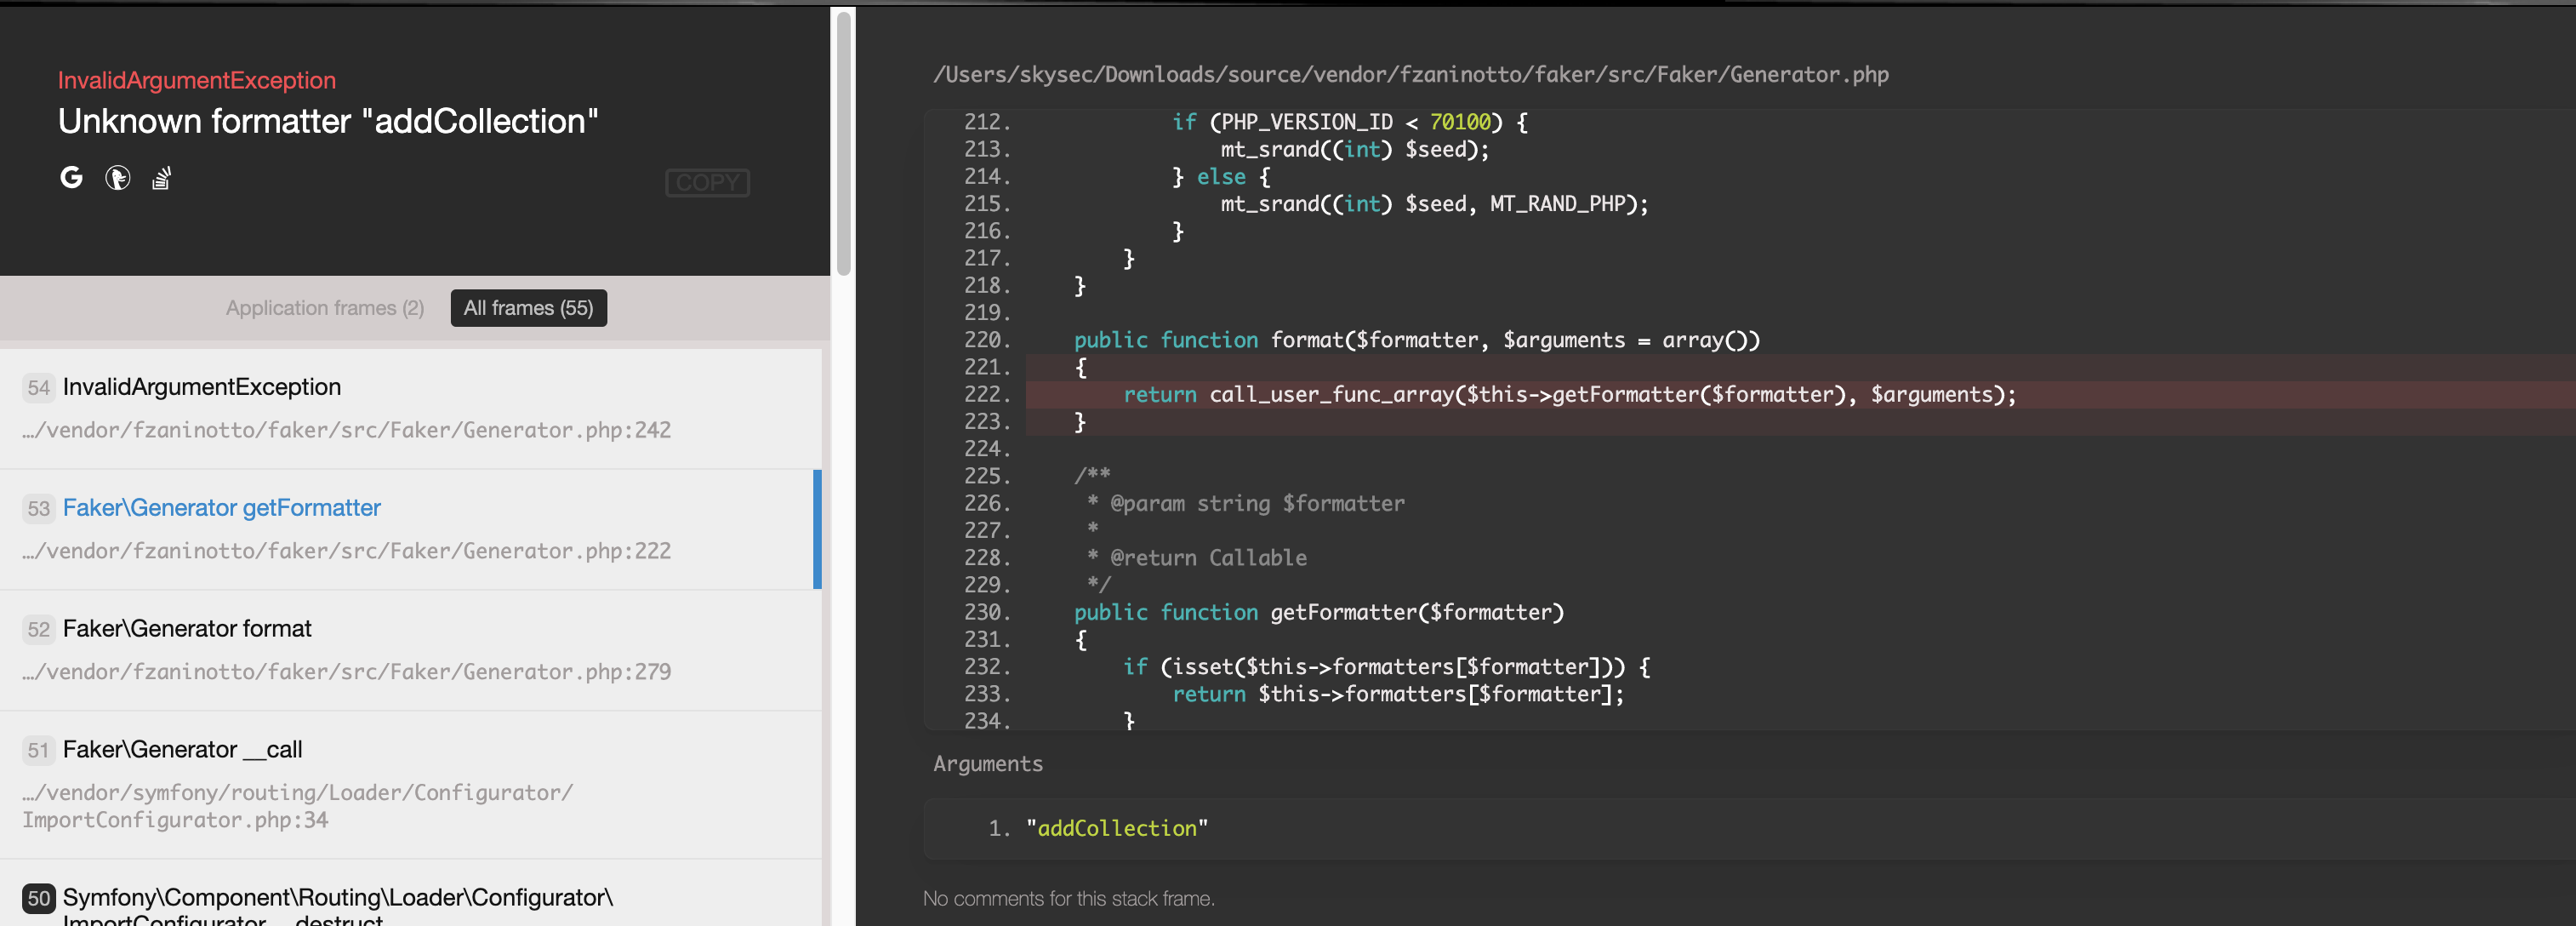 InvalidArgumentException
Unknown formatter "addCollection"
COPY
Application frames (2) All frames (55)
54 InvalidArgumentException
…/vendor/fzaninotto/faker/src/Faker/Generator.php:242
53 Faker\Generator getFormatter
…/vendor/fzaninotto/faker/src/Faker/Generator.php:222
52 Faker\Generator format
…/vendor/fzaninotto/faker/src/Faker/Generator.php:279
51 Faker\Generator __call
…/vendor/symfony/routing/Loader/Configurator/
ImportConfigurator.php:34
50 Symfony\Component\Routing\Loader\Configurator\
ImportConfigurator __destruct
/Users/skysec/Downloads/source/vendor/fzaninotto/faker/src/Faker/Generator.php
212. if (PHP_VERSION_ID < 70100) {
213. mt_srand((int) $seed);
214. } else {
215. mt_srand((int) $seed, MT_RAND_PHP);
216. }
217. }
218. }
219.
220. public function format($formatter, $arguments = array())
221. {
222. return call_user_func_array($this->getFormatter($formatter), $arguments);
223. }
224.
225. /**
226. * @param string $formatter
227. *
228. * @return Callable
229. */
230. public function getFormatter($formatter)
231. {
232. if (isset($this->formatters[$formatter])) {
233. return $this->formatters[$formatter];
234. }
Arguments
1. "addCollection"
No comments for this stack frame.